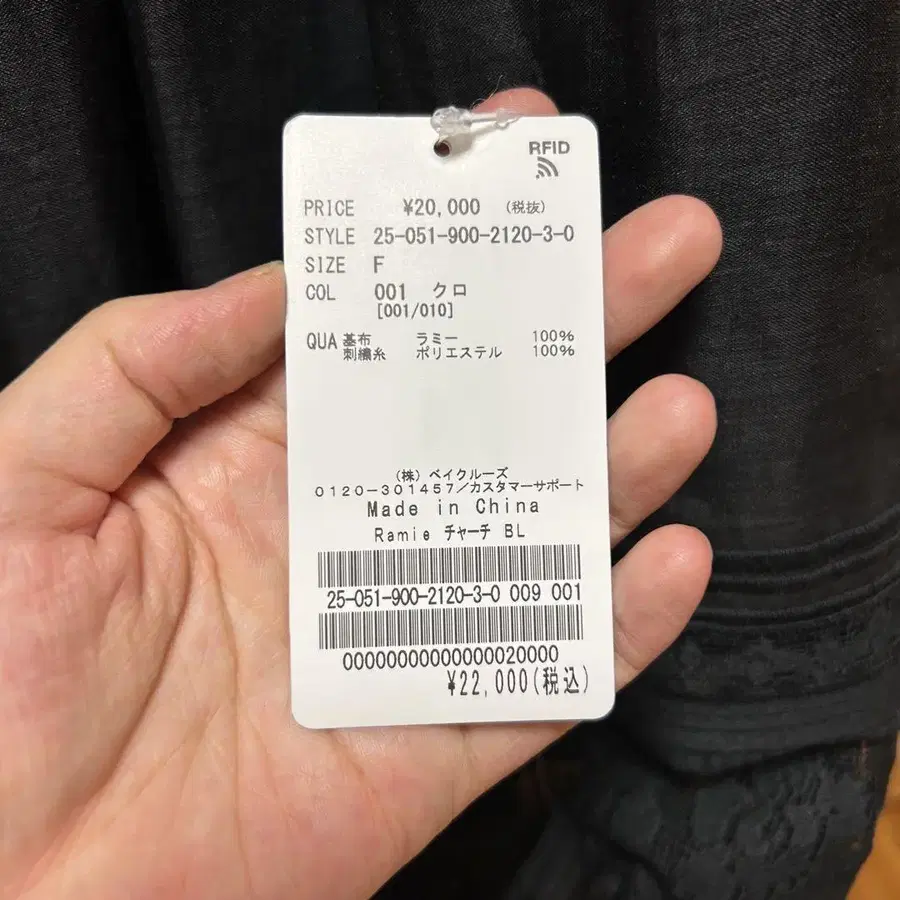 RFID
PRICE ¥20,000 (税抜)
STYLE 25-051-900-2120-3-0
SIZE F
COL 001 クロ
[001/010]
QUA 基布 ラミー 100%
刺繍糸 ポリエステル 100%
(株) ベイクルーズ
0120-301457/カスタマーサポート
Made in China
Ramie チャーチ BL
25-051-900-2120-3-0 009 001
00000000000000020000
¥22,000(税込)